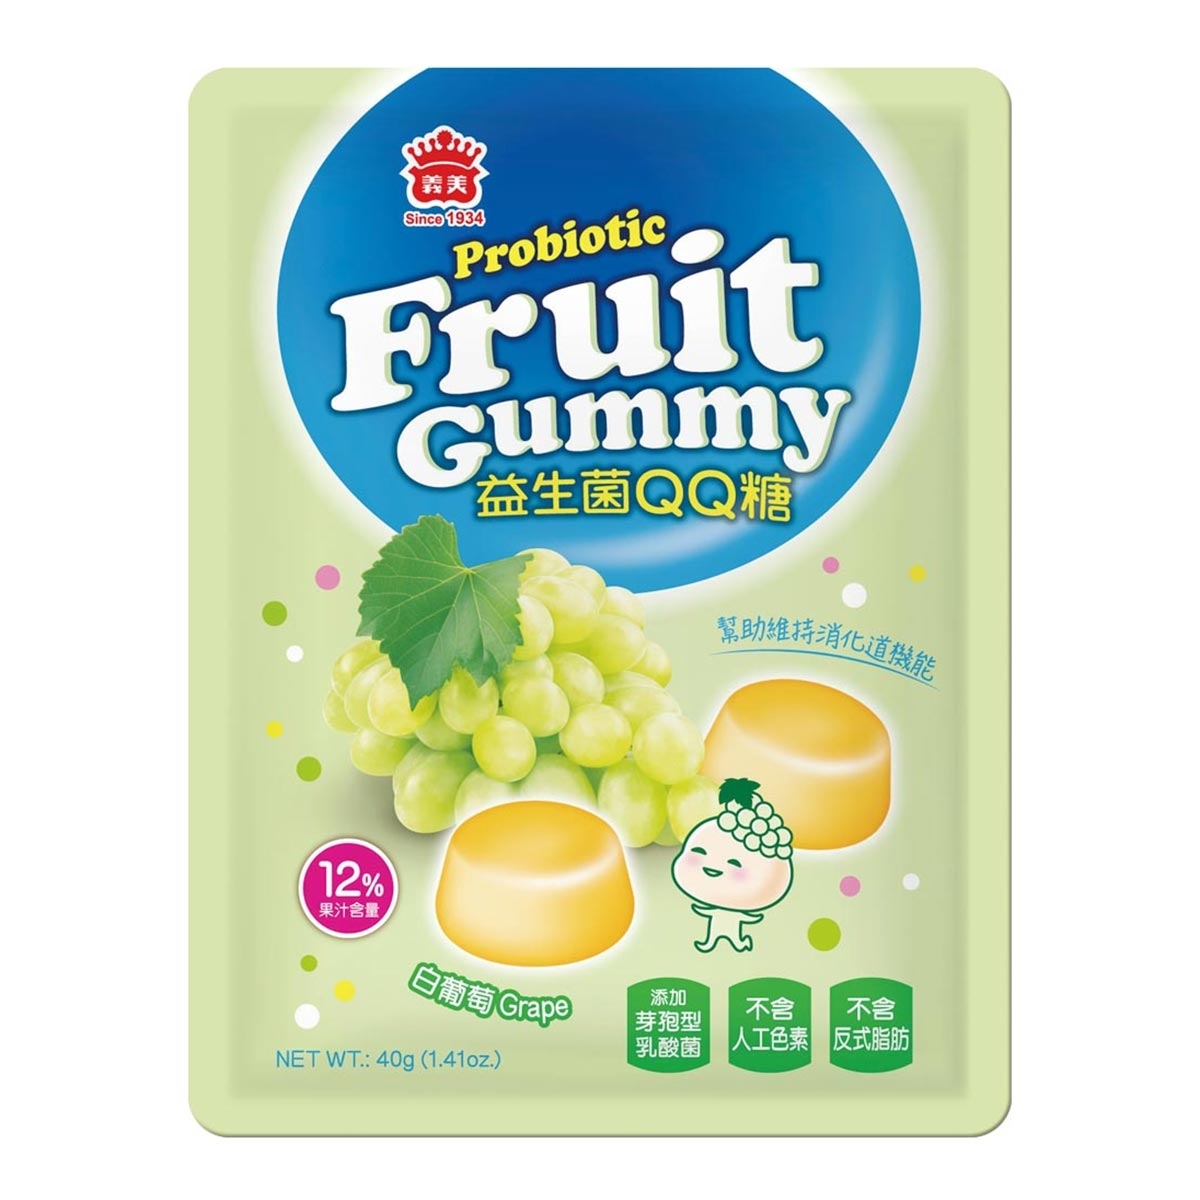 義美
Since 1934
Probiotic
Fruit
Gummy
益生菌QQ糖
幫助維持消化道機能
12%
果汁含量
白葡萄 Grape
添加
芽孢型
乳酸菌
不含
人工色素
不含
反式脂肪
NET WT.: 40g (1.41oz.)